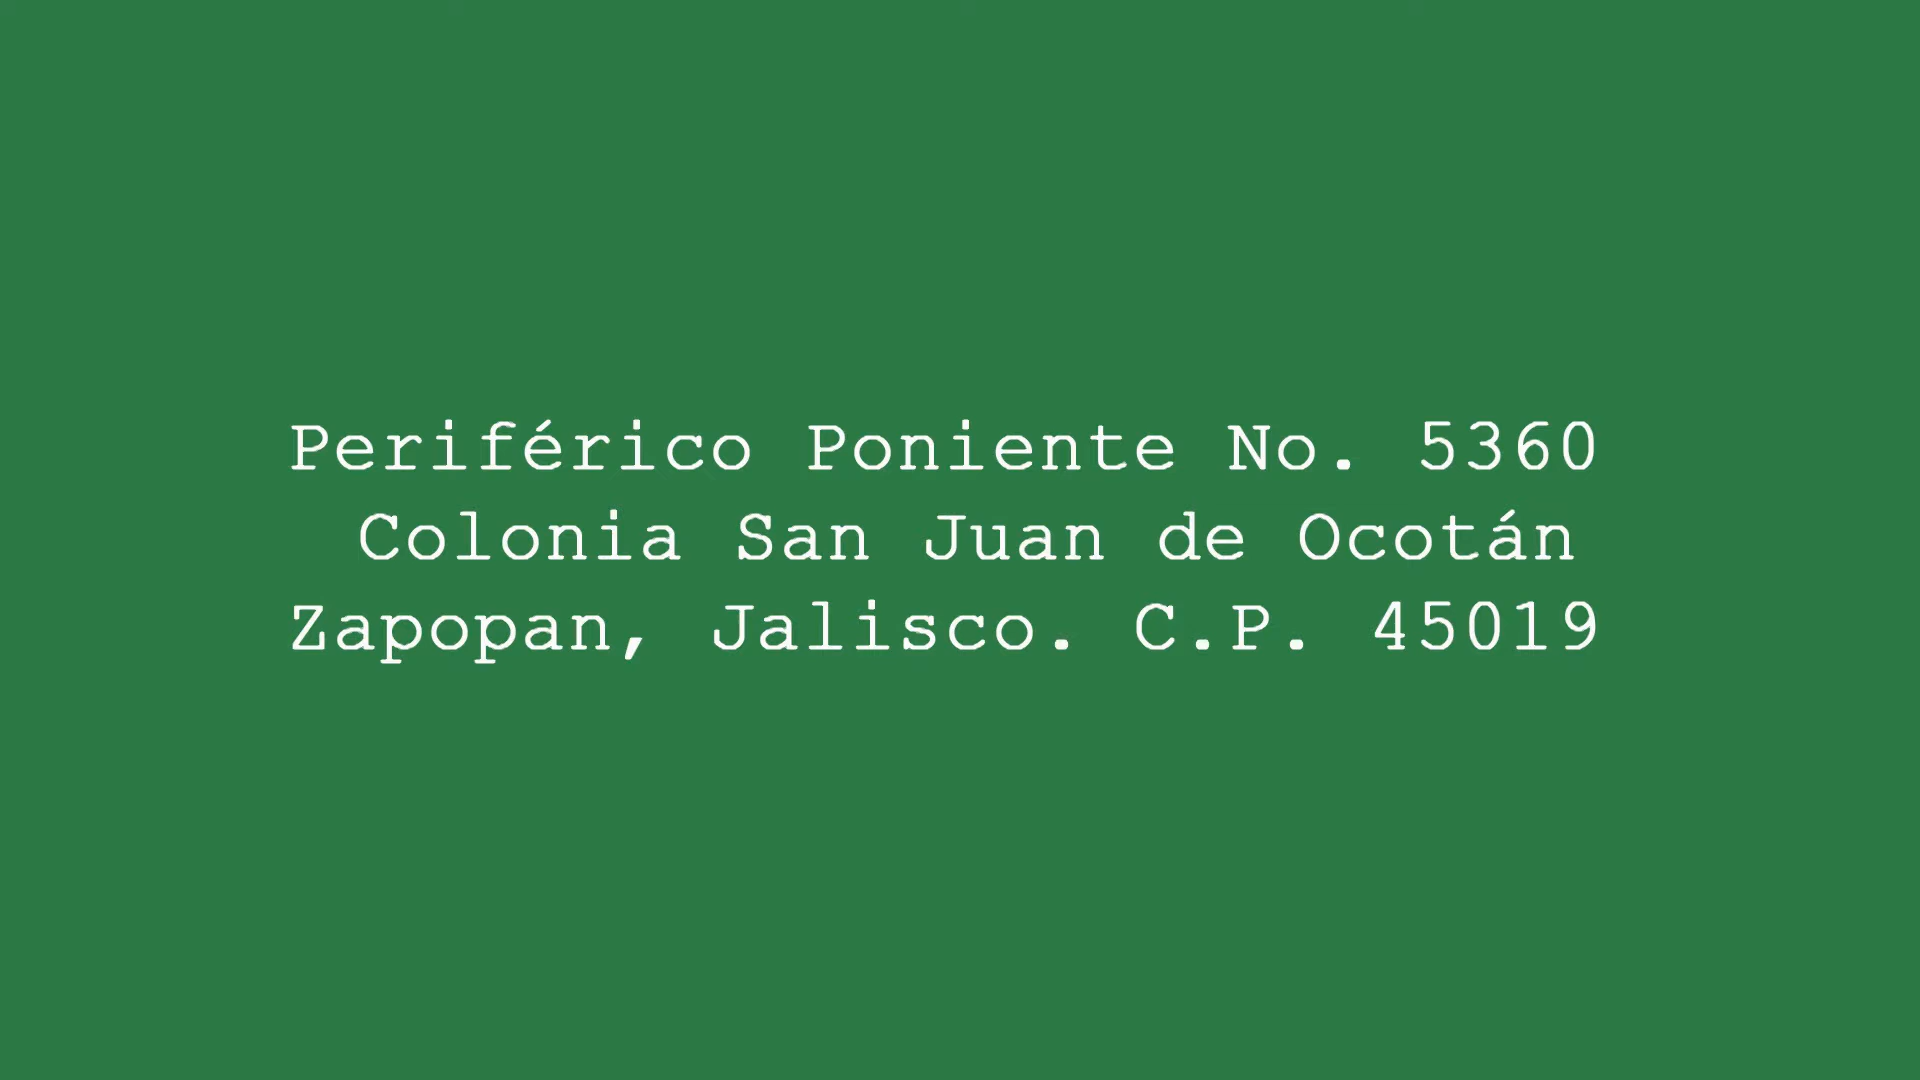 Periférico Poniente No. 5360
Colonia San Juan de Ocotán
Zapopan, Jalisco. C.P. 45019